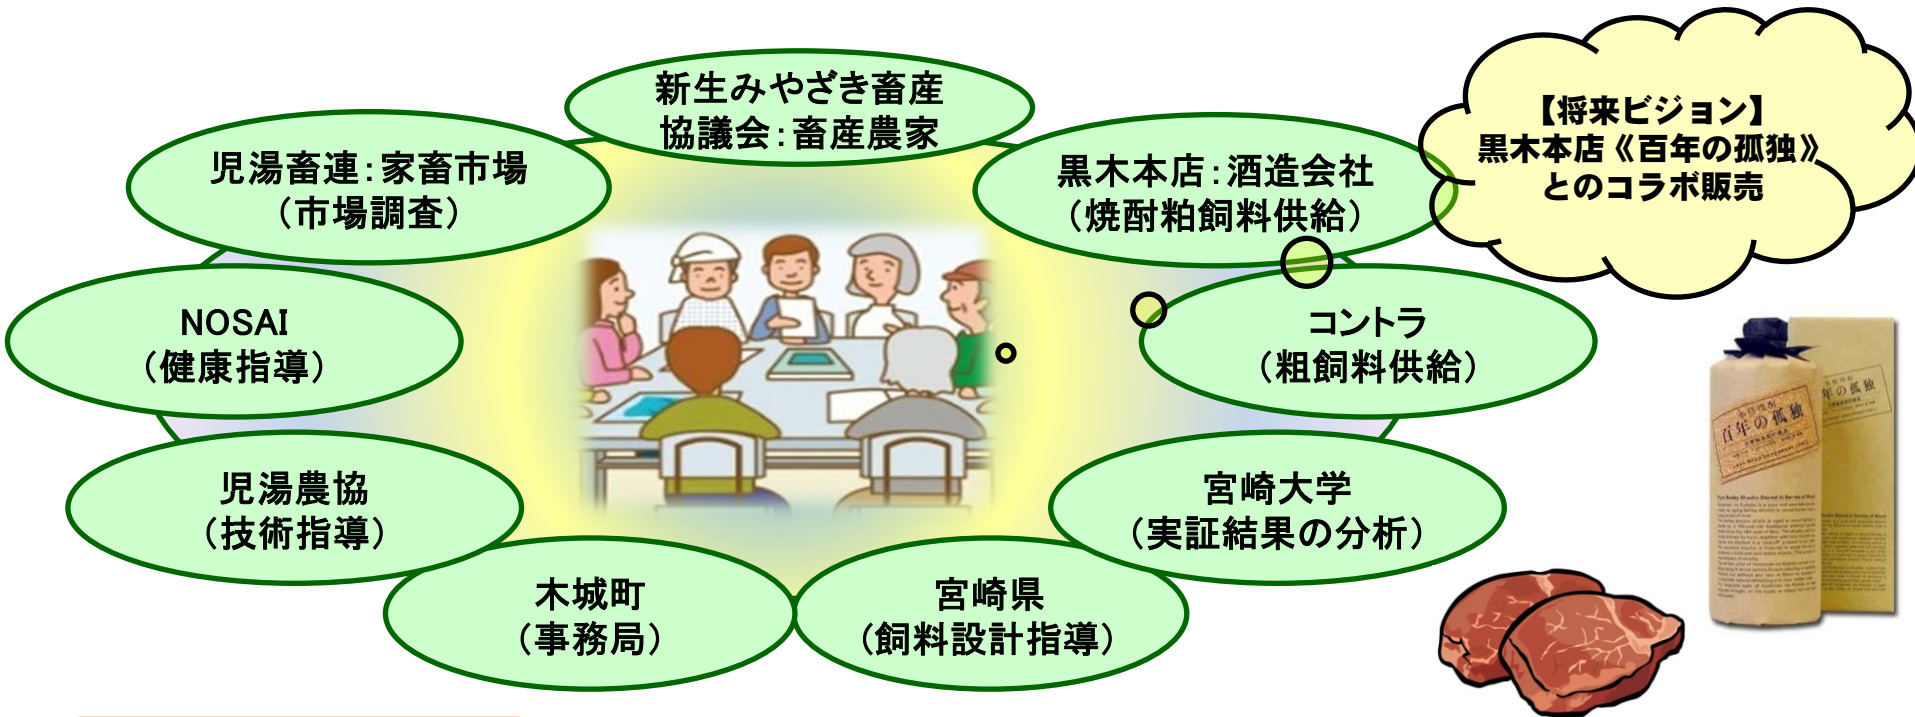 新生みやざき畜産
協議会：畜産農家
児湯畜連：家畜市場
（市場調査）
黒木本店：酒造会社
（焼酎粕飼料供給）
【将来ビジョン】
黒木本店《百年の孤独》
とのコラボ販売
NOSAI
（健康指導）
コントラ
（粗飼料供給）
児湯農協
（技術指導）
宮崎大学
（実証結果の分析）
木城町
（事務局）
宮崎県
（飼料設計指導）
百年の孤独
年の孤独